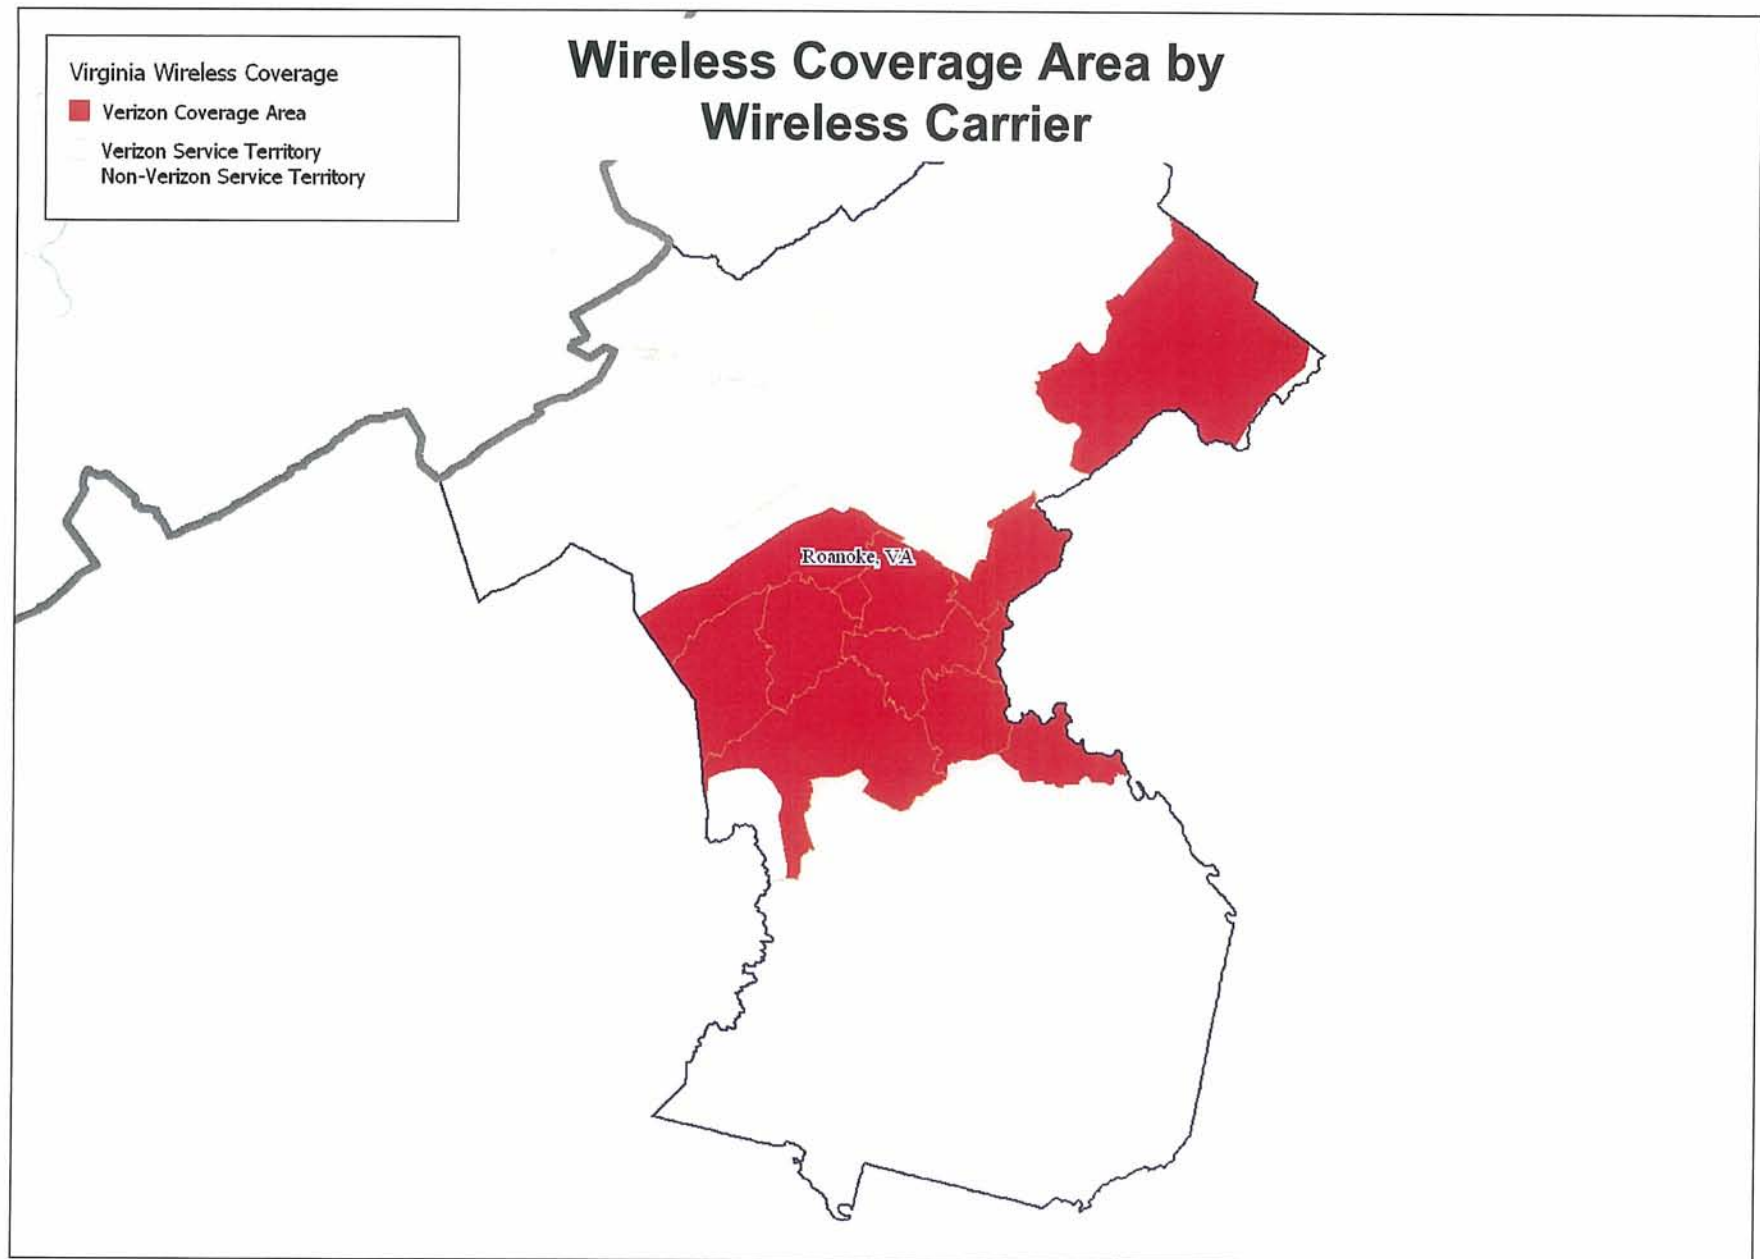 Wireless Coverage Area by
Wireless Carrier
Virginia Wireless Coverage
Verizon Coverage Area
Verizon Service Territory
Non-Verizon Service Territory
Roanoke, VA